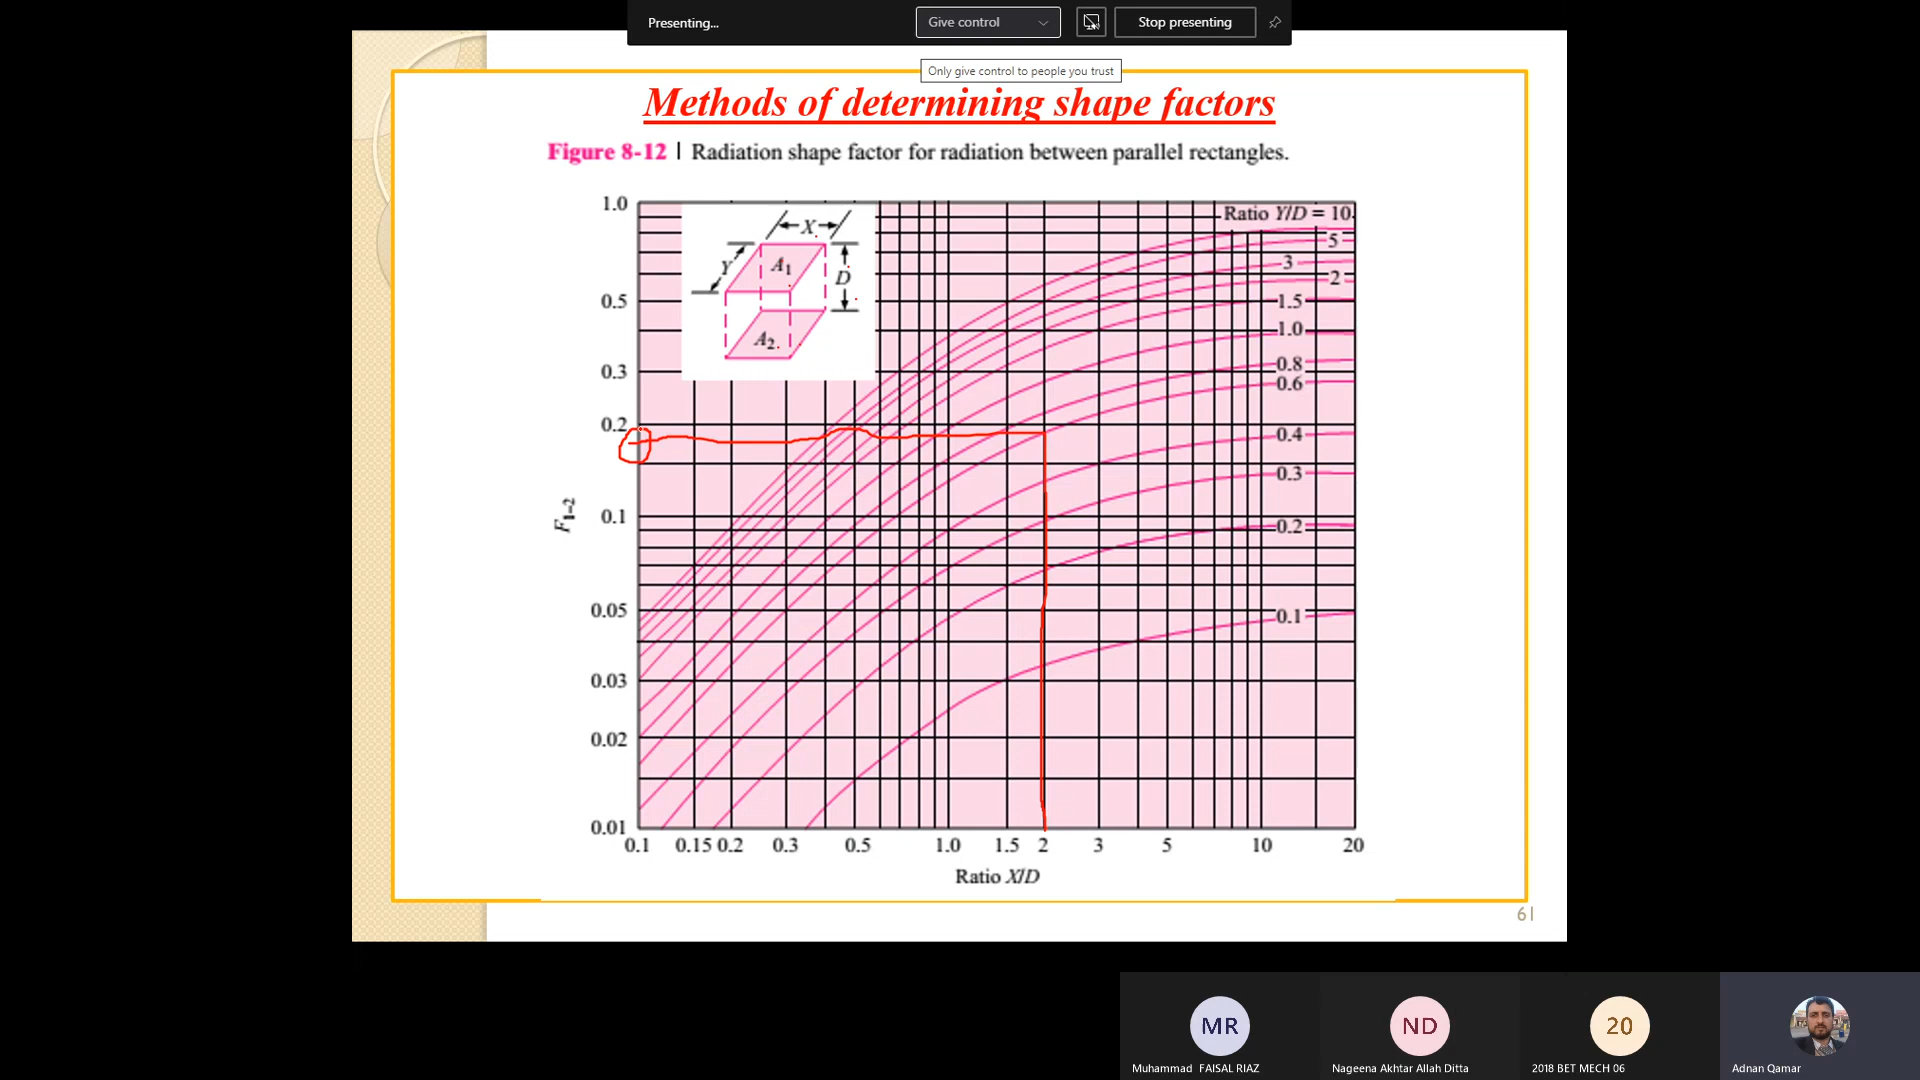 Presenting...
Give control
Stop presenting
Only give control to people you trust
Methods of determining shape factors
Figure 8-12 | Radiation shape factor for radiation between parallel rectangles.
1.0
0.5
0.3
0.2
0.1
0.05
0.03
0.02
0.01
F1–2
X
Y
A1
D
A2
Ratio Y/D = 10
5
3
2
1.5
1.0
0.8
0.6
0.4
0.3
0.2
0.1
0.1 0.15 0.2 0.3 0.5 1.0 1.5 2 3 5 10 20
Ratio X/D
61
MR
ND
20
Muhammad FAISAL RIAZ
Nageena Akhtar Allah Ditta
2018 BET MECH 06
Adnan Qamar